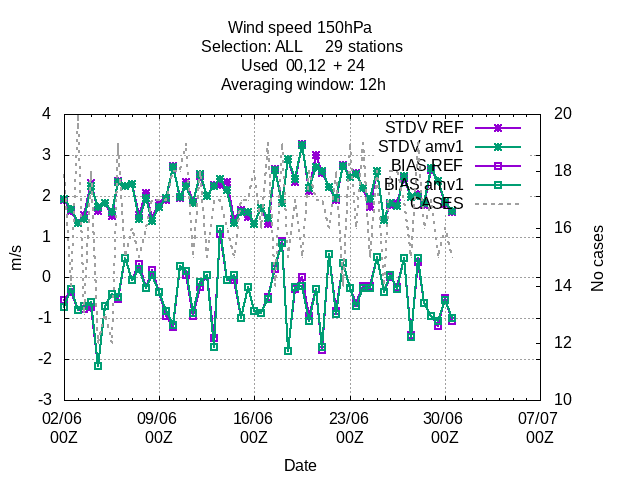 Wind speed 150hPa
Selection: ALL 29 stations
Used 00,12 + 24
Averaging window: 12h
4
3
2
1
0
-1
-2
-3
m/s
20
18
16
14
12
10
No cases
STDV REF
STDV amv1
BIAS REF
BIAS amv1
CASES
02/06 09/06 16/06 23/06 30/06 07/07
00Z 00Z 00Z 00Z 00Z 00Z
Date